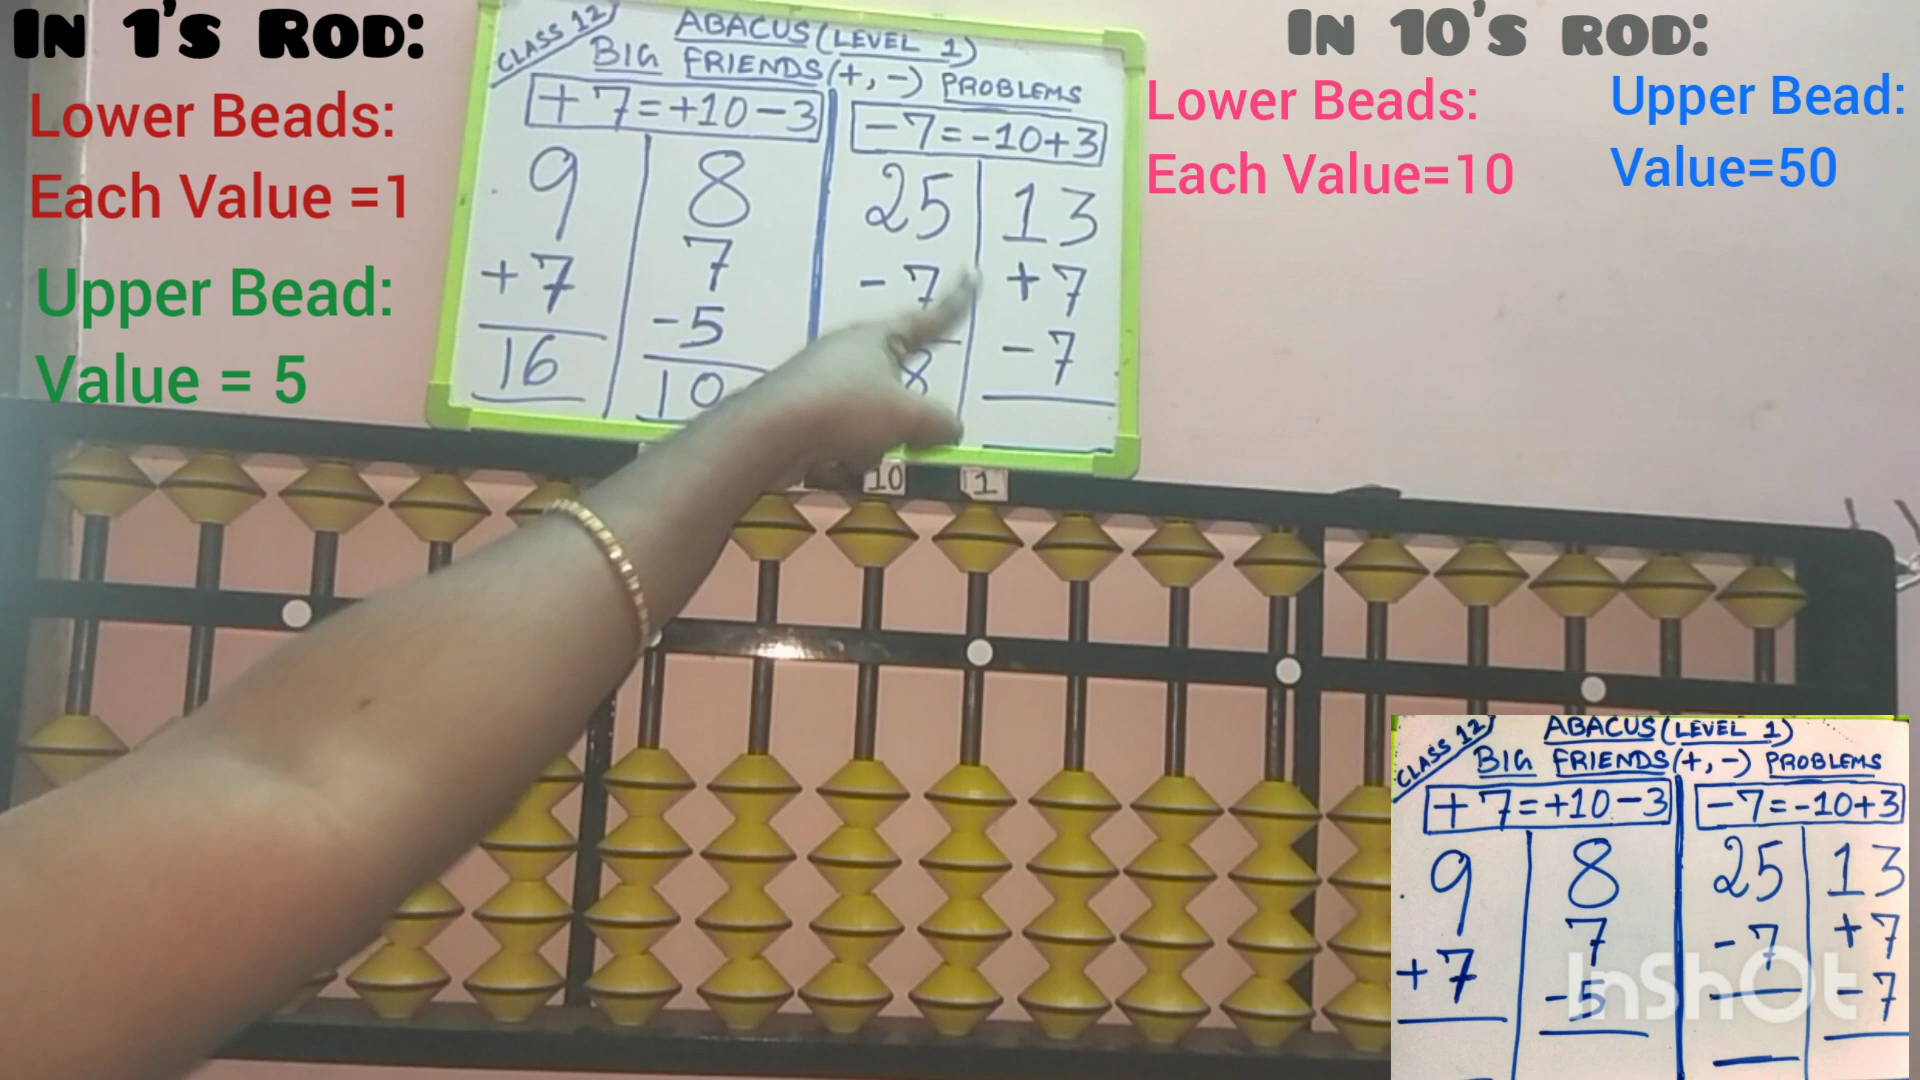 In 1's Rod:
Lower Beads:
Each Value =1
Upper Bead:
Value = 5
In 10's rod:
Lower Beads:
Each Value=10
Upper Bead:
Value=50
CLASS 12
ABACUS (LEVEL 1)
BIG FRIENDS (+, -) PROBLEMS
+7=+10-3
-7=-10+3
9
+7
16
8
7
-5
10
25
-7
8
13
+7
-7
10
1
CLASS 12
ABACUS (LEVEL 1)
BIG FRIENDS (+, -) PROBLEMS
+7=+10-3
-7=-10+3
9
+7
8
7
-5
25
-7
13
+7
-7
InShOt